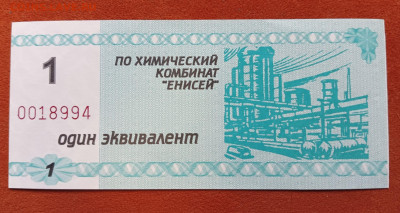 1
ПО ХИМИЧЕСКИЙ
КОМБИНАТ
"ЕНИСЕЙ"
0018994
ОДИН ЭКВИВАЛЕНТ
1